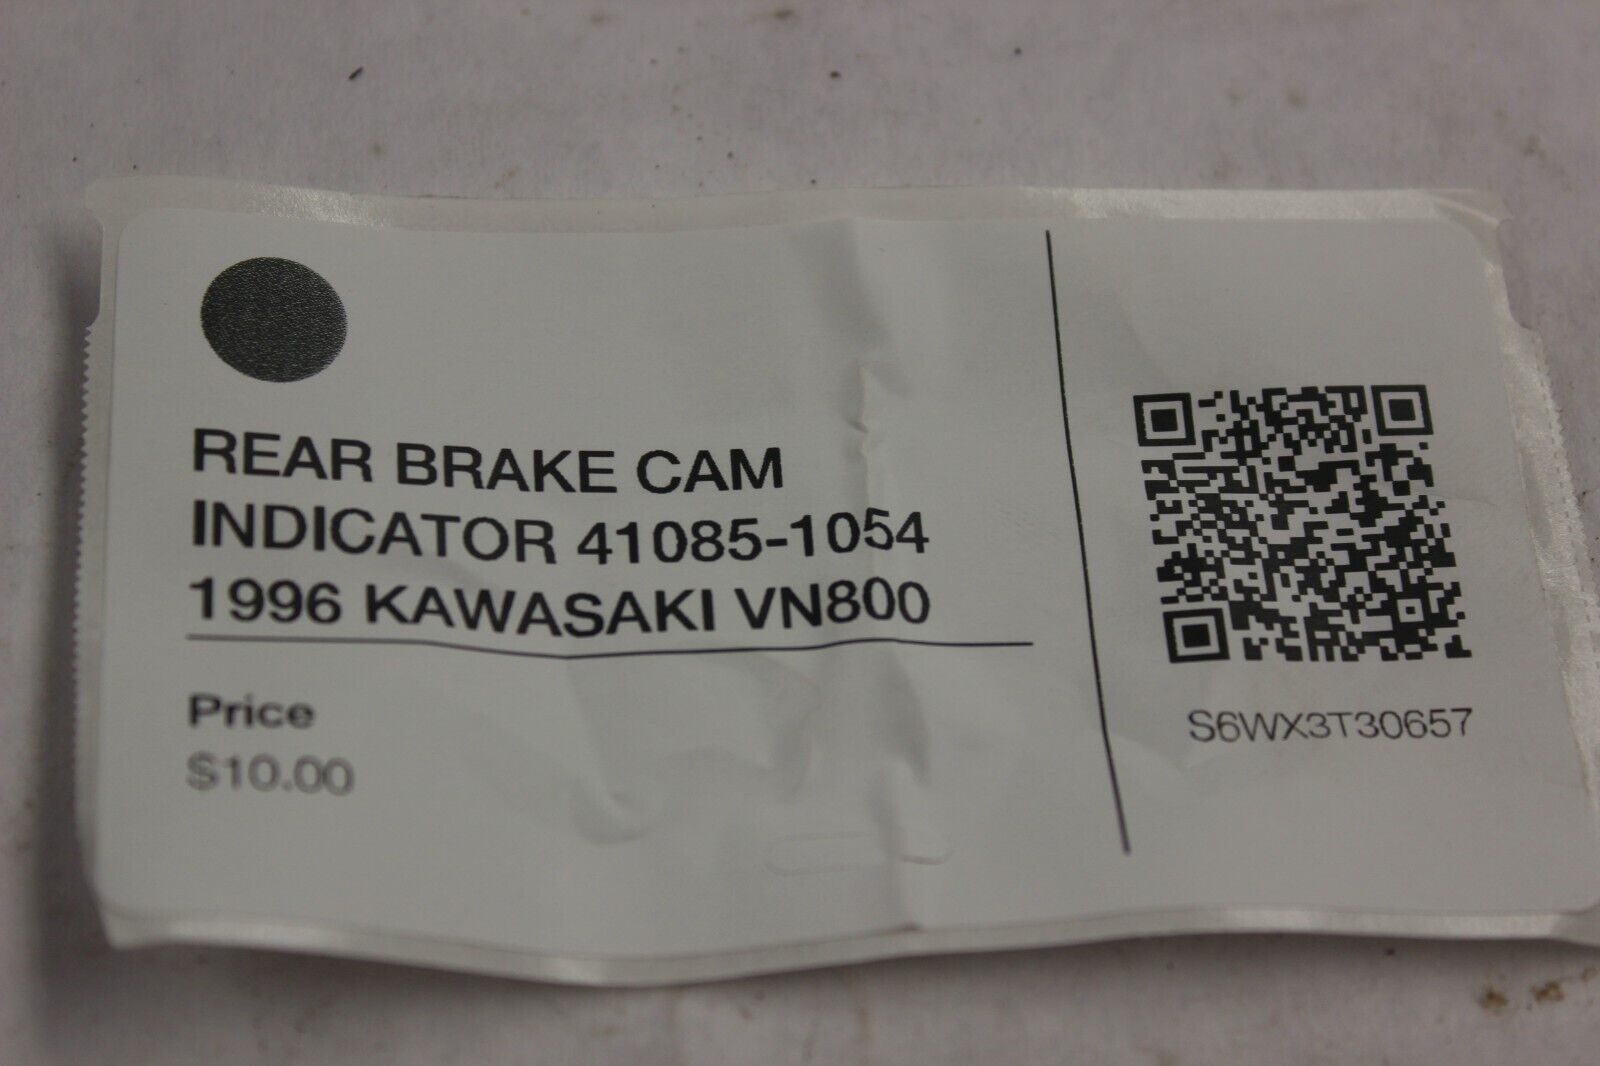 REAR BRAKE CAM
INDICATOR 41085-1054
1996 KAWASAKI VN800
Price
$10.00
S6WX3T30657